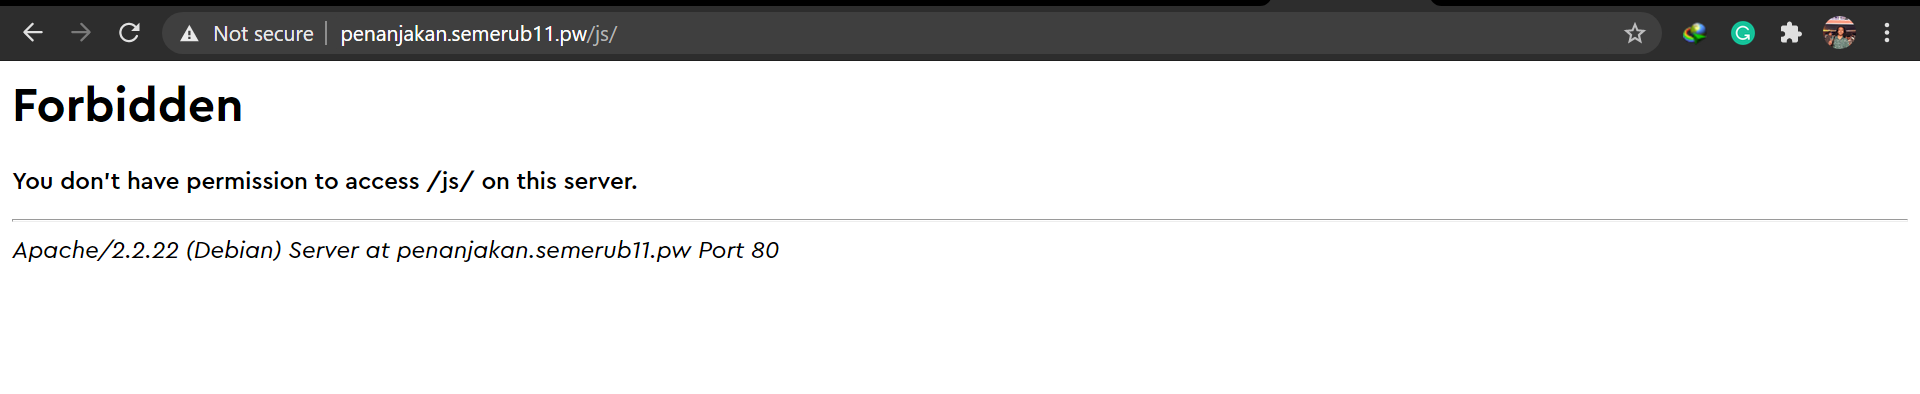 Not secure penanjakan.semerub11.pw/js/
Forbidden
You don't have permission to access /js/ on this server.
Apache/2.2.22 (Debian) Server at penanjakan.semerub11.pw Port 80